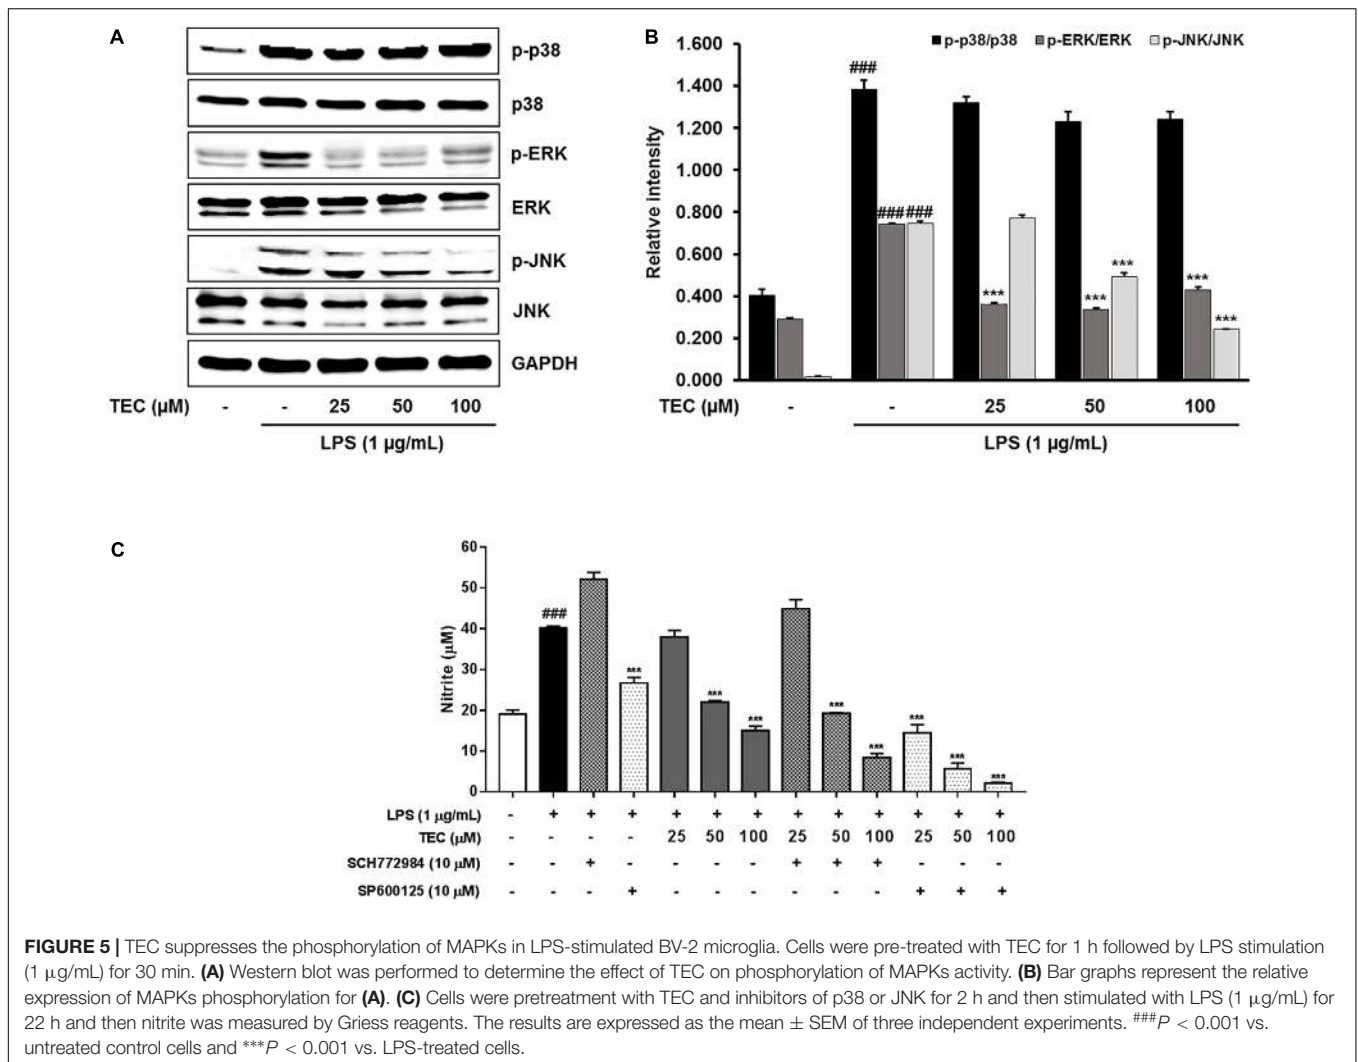 A
p-p38
p38
p-ERK
ERK
p-JNK
JNK
GAPDH
TEC (µM) - - 25 50 100
LPS (1 µg/mL)
B
p-p38/p38 p-ERK/ERK p-JNK/JNK
Relative intensity
1.600
1.400
1.200
1.000
0.800
0.600
0.400
0.200
0.000
###
### ###
***
*** ***
*** ***
TEC (µM) - - 25 50 100
LPS (1 µg/mL)
C
Nitrite (µM)
60
50
40
30
20
10
0
###
***
*** ***
*** ***
*** *** ***
LPS (1 µg/mL) - + + + + + + + + + + + +
TEC (µM) - - - - 25 50 100 25 50 100 25 50 100
SCH772984 (10 µM) - - + - - - - + + + - - -
SP600125 (10 µM) - - - + - - - - - - + + +
FIGURE 5 | TEC suppresses the phosphorylation of MAPKs in LPS-stimulated BV-2 microglia. Cells were pre-treated with TEC for 1 h followed by LPS stimulation
(1 µg/mL) for 30 min. (A) Western blot was performed to determine the effect of TEC on phosphorylation of MAPKs activity. (B) Bar graphs represent the relative
expression of MAPKs phosphorylation for (A). (C) Cells were pretreatment with TEC and inhibitors of p38 or JNK for 2 h and then stimulated with LPS (1 µg/mL) for
22 h and then nitrite was measured by Griess reagents. The results are expressed as the mean ± SEM of three independent experiments. ###P < 0.001 vs.
untreated control cells and ***P < 0.001 vs. LPS-treated cells.